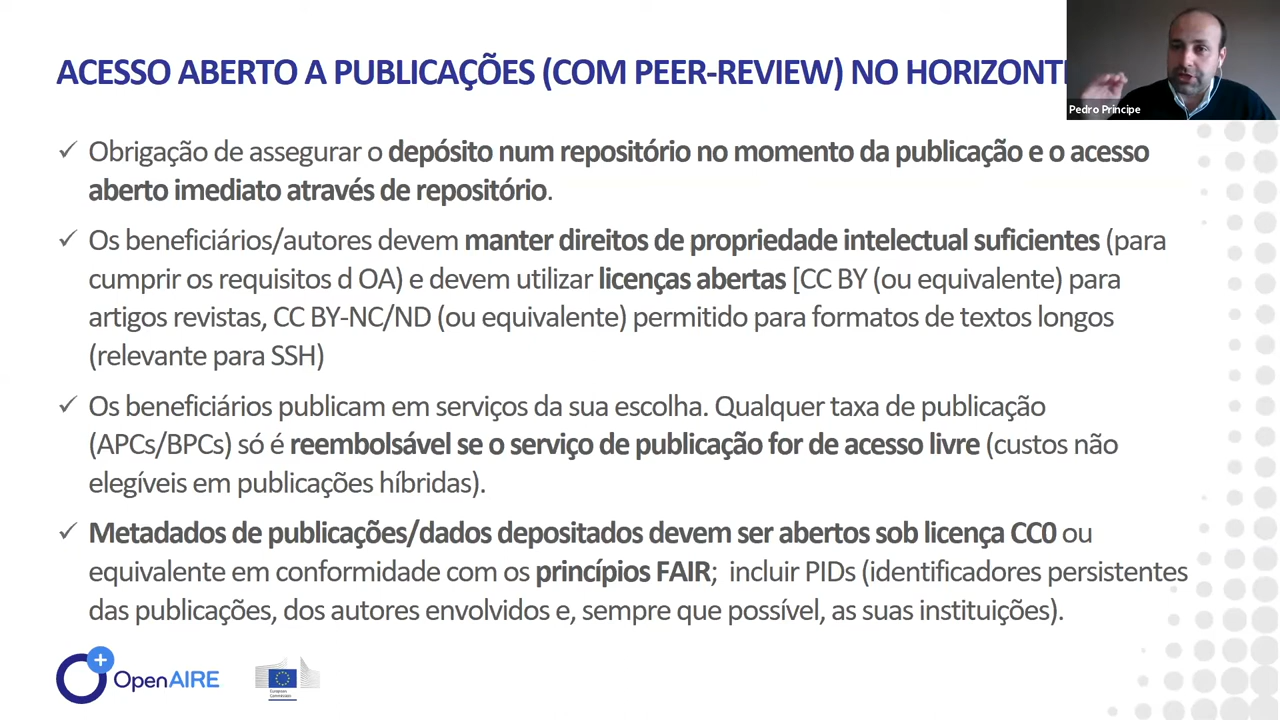 ACESSO ABERTO A PUBLICAÇÕES (COM PEER-REVIEW) NO HORIZONT
Pedro Príncipe
✓ Obrigação de assegurar o depósito num repositório no momento da publicação e o acesso
aberto imediato através de repositório.
✓ Os beneficiários/autores devem manter direitos de propriedade intelectual suficientes (para
cumprir os requisitos d OA) e devem utilizar licenças abertas [CC BY (ou equivalente) para
artigos revistas, CC BY-NC/ND (ou equivalente) permitido para formatos de textos longos
(relevante para SSH)
✓ Os beneficiários publicam em serviços da sua escolha. Qualquer taxa de publicação
(APCs/BPCs) só é reembolsável se o serviço de publicação for de acesso livre (custos não
elegíveis em publicações híbridas).
✓ Metadados de publicações/dados depositados devem ser abertos sob licença CC0 ou
equivalente em conformidade com os princípios FAIR; incluir PIDs (identificadores persistentes
das publicações, dos autores envolvidos e, sempre que possível, as suas instituições).
OpenAIRE
European
Commission